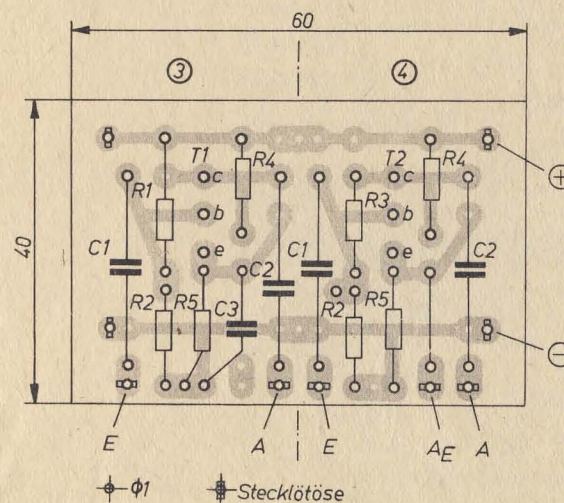 60
③ ④
40
T1 c R4 T2 c R4
R1 b R3 b
e e
C1 C2 C1 C2
R2 R5 C3 R2 R5
E A E A_E A
+
−
ϕ1 Stecklötöse